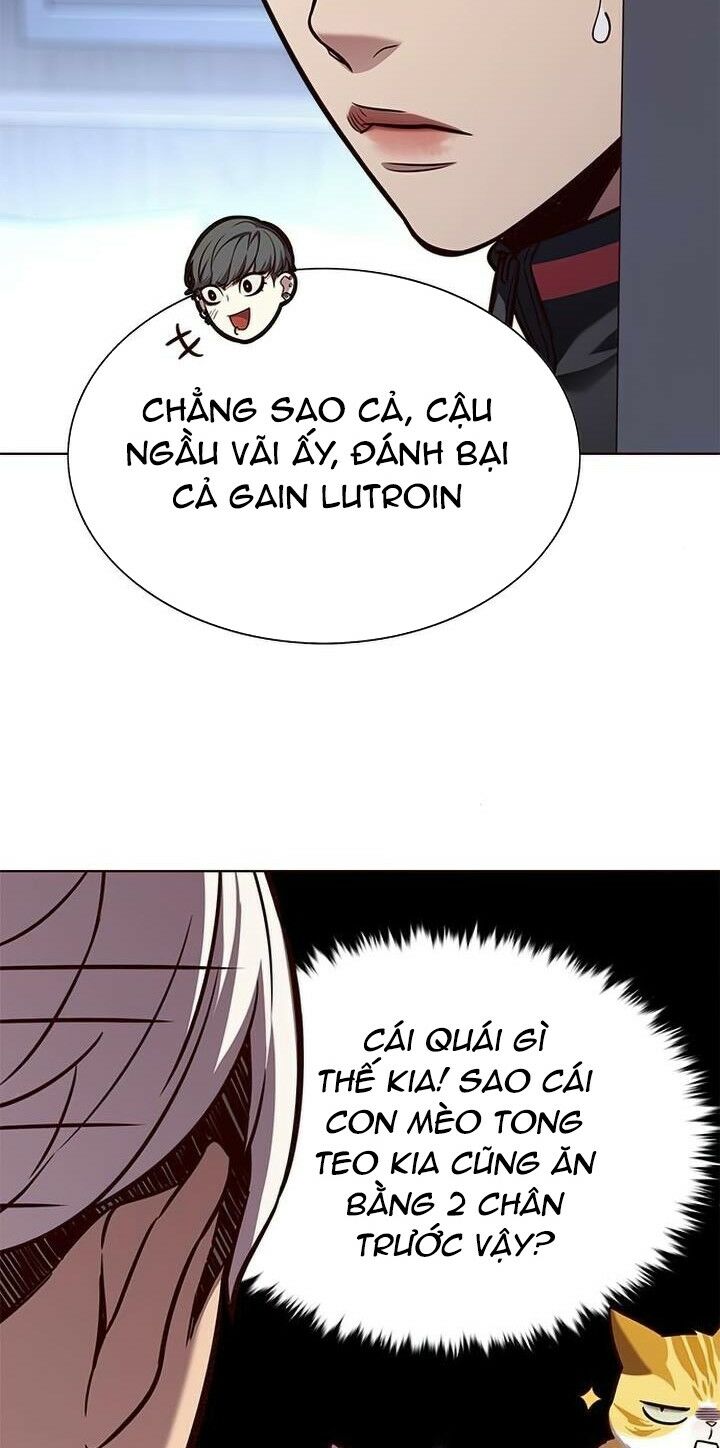 CHẲNG SAO CẢ, CẬU
NGẦU VÃI ẤY, ĐÁNH BẠI
CẢ GAIN LUTROIN
CÁI QUÁI GÌ
THẾ KIA! SAO CÁI
CON MÈO TONG
TEO KIA CŨNG ĂN
BẰNG 2 CHÂN
TRƯỚC VẬY?